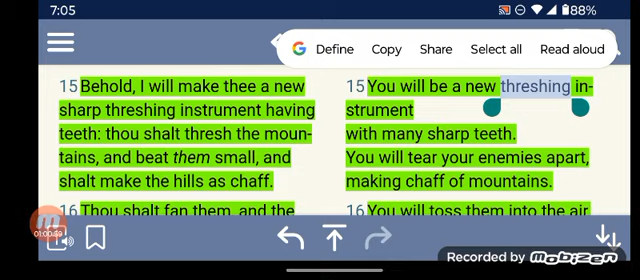 7:05
88%
Define Copy Share Select all Read aloud
15 Behold, I will make thee a new
sharp threshing instrument having
teeth: thou shalt thresh the moun-
tains, and beat them small, and
shalt make the hills as chaff.
16 Thou shalt fan them, and the
15 You will be a new threshing in-
strument
with many sharp teeth.
You will tear your enemies apart,
making chaff of mountains.
16 You will toss them into the air
01:00:59
Recorded by Mobizen